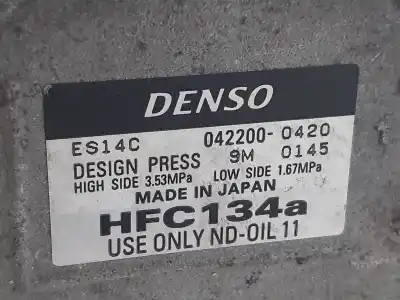 DENSO
ES14C 042200-0420
DESIGN PRESS 9M 0145
HIGH SIDE 3.53MPa LOW SIDE 1.67MPa
MADE IN JAPAN
HFC134a
USE ONLY ND-OIL 11